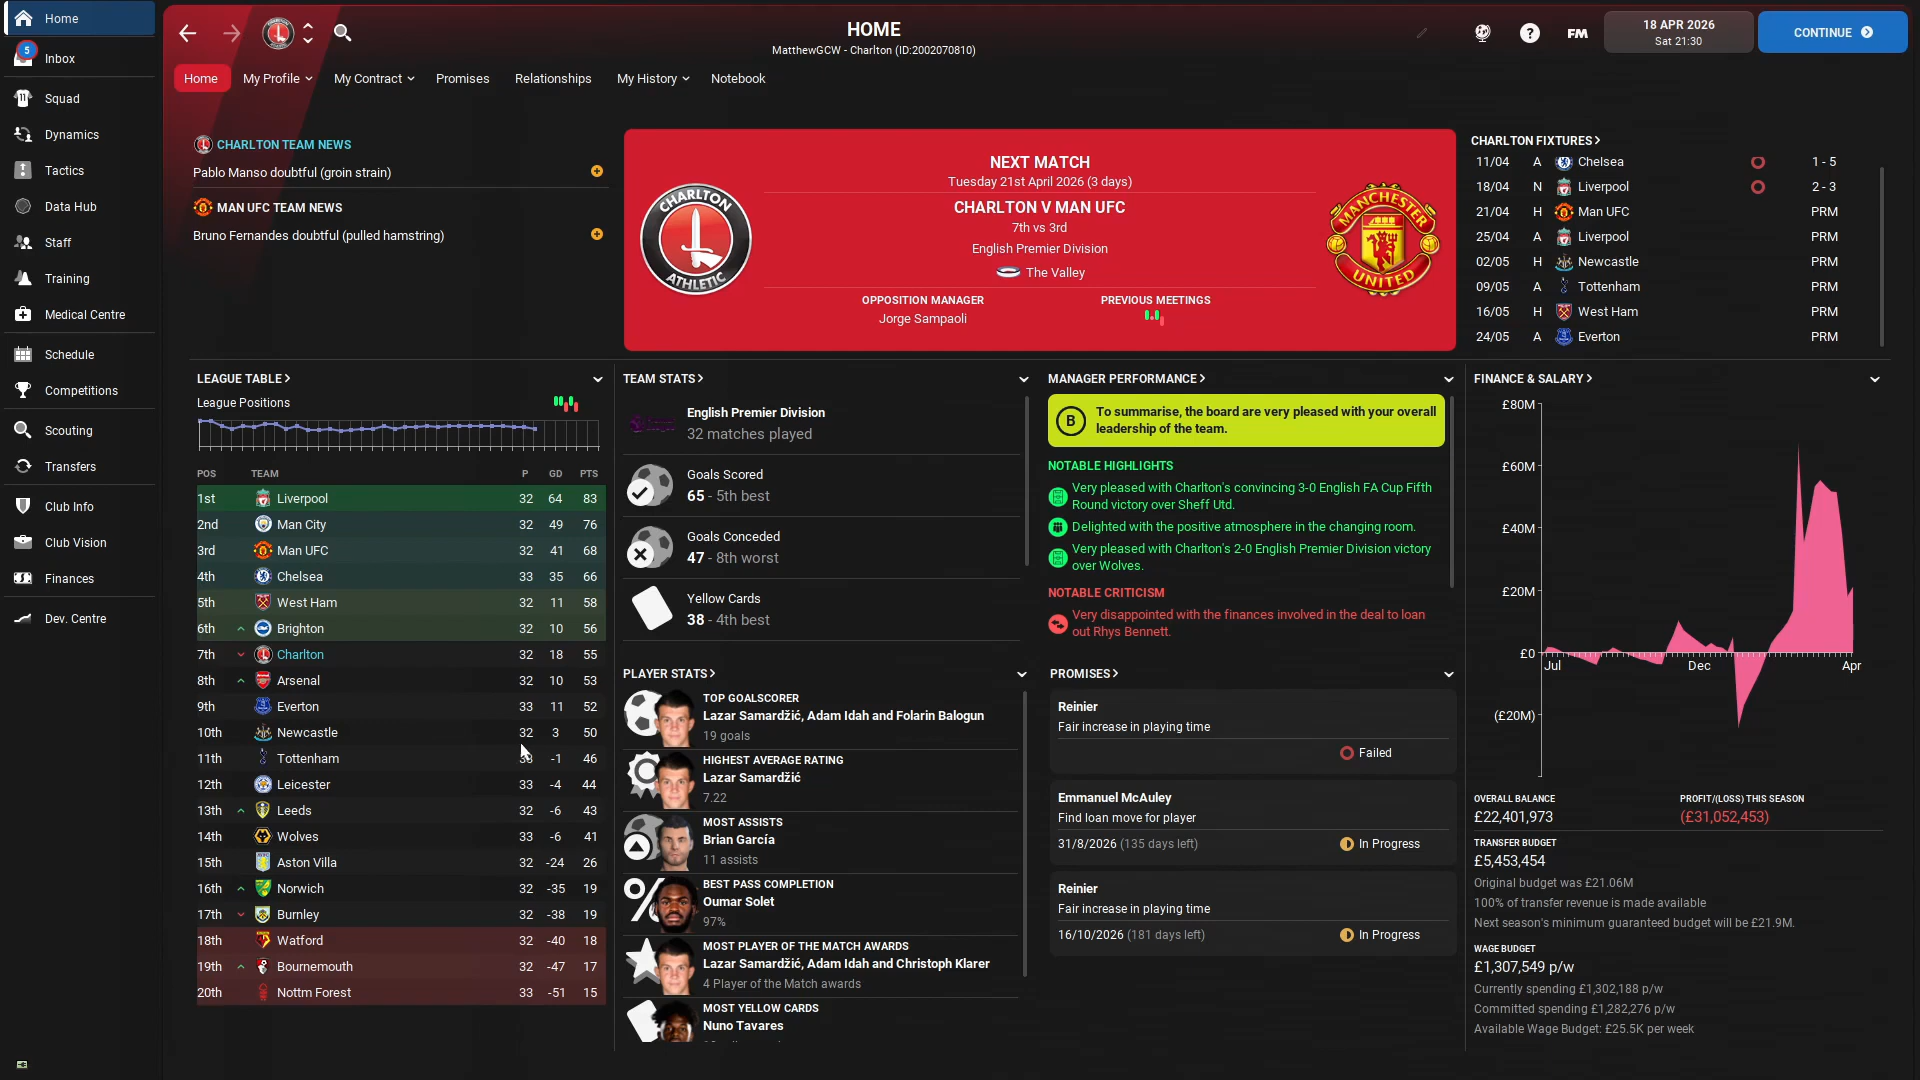 Home
5
Inbox
Squad
Dynamics
Tactics
Data Hub
Staff
Training
Medical Centre
Schedule
Competitions
Scouting
Transfers
Club Info
Club Vision
Finances
Dev. Centre
HOME
MatthewGCW - Charlton (ID:2002070810)
FM
18 APR 2026
Sat 21:30
CONTINUE
Home
My Profile
My Contract
Promises
Relationships
My History
Notebook
CHARLTON TEAM NEWS
Pablo Manso doubtful (groin strain)
MAN UFC TEAM NEWS
Bruno Fernandes doubtful (pulled hamstring)
CHARLTON
ATHLETIC
NEXT MATCH
Tuesday 21st April 2026 (3 days)
CHARLTON V MAN UFC
7th vs 3rd
English Premier Division
The Valley
OPPOSITION MANAGER
Jorge Sampaoli
PREVIOUS MEETINGS
MANCHESTER
UNITED
CHARLTON FIXTURES
11/04 A Chelsea 1 - 5
18/04 N Liverpool 2 - 3
21/04 H Man UFC PRM
25/04 A Liverpool PRM
02/05 H Newcastle PRM
09/05 A Tottenham PRM
16/05 H West Ham PRM
24/05 A Everton PRM
LEAGUE TABLE
League Positions
POS TEAM P GD PTS
1st Liverpool 32 64 83
2nd Man City 32 49 76
3rd Man UFC 32 41 68
4th Chelsea 33 35 66
5th West Ham 32 11 58
6th Brighton 32 10 56
7th Charlton 32 18 55
8th Arsenal 32 10 53
9th Everton 33 11 52
10th Newcastle 32 3 50
11th Tottenham -1 46
12th Leicester 33 -4 44
13th Leeds 32 -6 43
14th Wolves 33 -6 41
15th Aston Villa 32 -24 26
16th Norwich 32 -35 19
17th Burnley 32 -38 19
18th Watford 32 -40 18
19th Bournemouth 32 -47 17
20th Nottm Forest 33 -51 15
TEAM STATS
English Premier Division
32 matches played
Goals Scored
65 - 5th best
Goals Conceded
47 - 8th worst
Yellow Cards
38 - 4th best
PLAYER STATS
TOP GOALSCORER
Lazar Samardžić, Adam Idah and Folarin Balogun
19 goals
HIGHEST AVERAGE RATING
Lazar Samardžić
7.22
MOST ASSISTS
Brian García
11 assists
BEST PASS COMPLETION
Oumar Solet
97%
MOST PLAYER OF THE MATCH AWARDS
Lazar Samardžić, Adam Idah and Christoph Klarer
4 Player of the Match awards
MOST YELLOW CARDS
Nuno Tavares
MANAGER PERFORMANCE
B
To summarise, the board are very pleased with your overall
leadership of the team.
NOTABLE HIGHLIGHTS
Very pleased with Charlton's convincing 3-0 English FA Cup Fifth
Round victory over Sheff Utd.
Delighted with the positive atmosphere in the changing room.
Very pleased with Charlton's 2-0 English Premier Division victory
over Wolves.
NOTABLE CRITICISM
Very disappointed with the finances involved in the deal to loan
out Rhys Bennett.
PROMISES
Reinier
Fair increase in playing time
Failed
Emmanuel McAuley
Find loan move for player
31/8/2026 (135 days left) In Progress
Reinier
Fair increase in playing time
16/10/2026 (181 days left) In Progress
FINANCE & SALARY
£80M
£60M
£40M
£20M
£0
(£20M)
Jul Dec Apr
OVERALL BALANCE
£22,401,973
PROFIT/(LOSS) THIS SEASON
(£31,052,453)
TRANSFER BUDGET
£5,453,454
Original budget was £21.06M
100% of transfer revenue is made available
Next season's minimum guaranteed budget will be £21.9M.
WAGE BUDGET
£1,307,549 p/w
Currently spending £1,302,188 p/w
Committed spending £1,282,276 p/w
Available Wage Budget: £25.5K per week